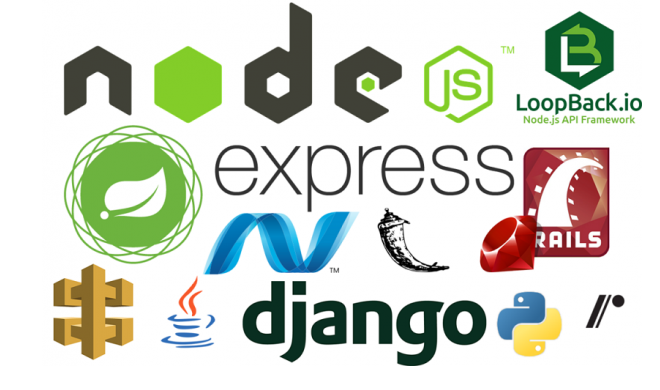 node JS TM
LoopBack.io
Node.js API Framework
express
RAILS
TM
django